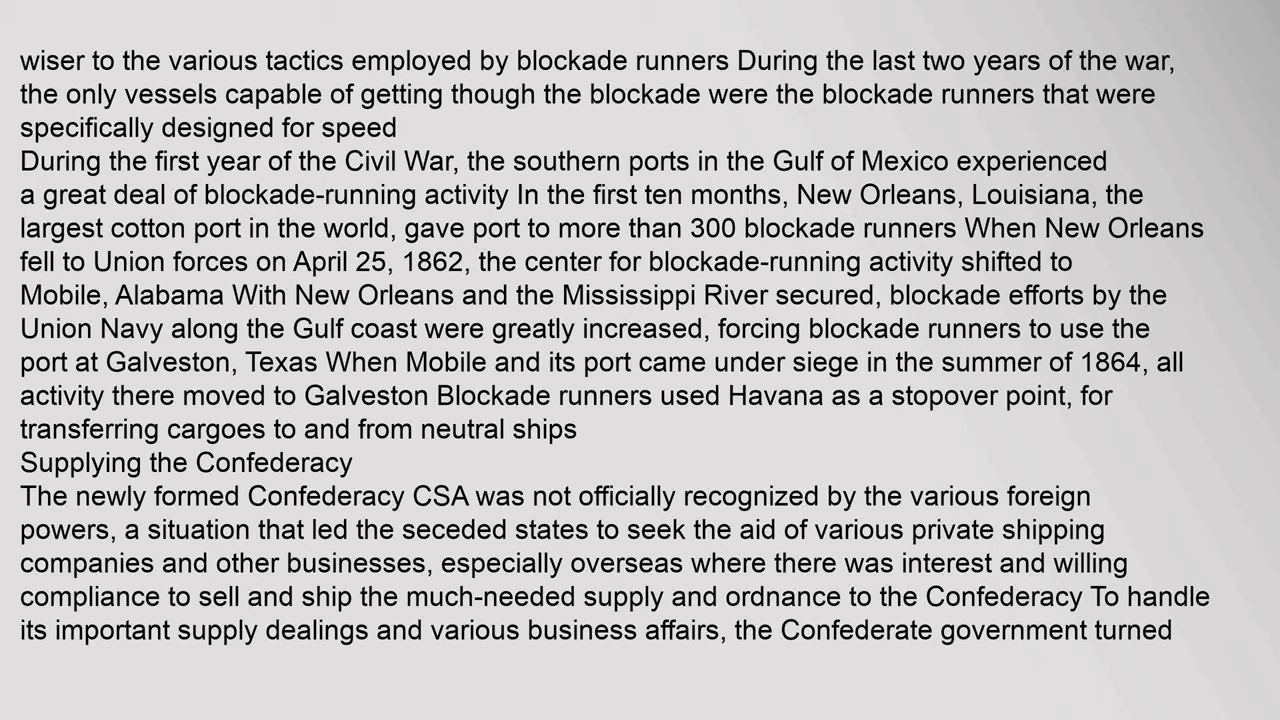 wiser to the various tactics employed by blockade runners During the last two years of the war,
the only vessels capable of getting though the blockade were the blockade runners that were
specifically designed for speed
During the first year of the Civil War, the southern ports in the Gulf of Mexico experienced
a great deal of blockade-running activity In the first ten months, New Orleans, Louisiana, the
largest cotton port in the world, gave port to more than 300 blockade runners When New Orleans
fell to Union forces on April 25, 1862, the center for blockade-running activity shifted to
Mobile, Alabama With New Orleans and the Mississippi River secured, blockade efforts by the
Union Navy along the Gulf coast were greatly increased, forcing blockade runners to use the
port at Galveston, Texas When Mobile and its port came under siege in the summer of 1864, all
activity there moved to Galveston Blockade runners used Havana as a stopover point, for
transferring cargoes to and from neutral ships
Supplying the Confederacy
The newly formed Confederacy CSA was not officially recognized by the various foreign
powers, a situation that led the seceded states to seek the aid of various private shipping
companies and other businesses, especially overseas where there was interest and willing
compliance to sell and ship the much-needed supply and ordnance to the Confederacy To handle
its important supply dealings and various business affairs, the Confederate government turned